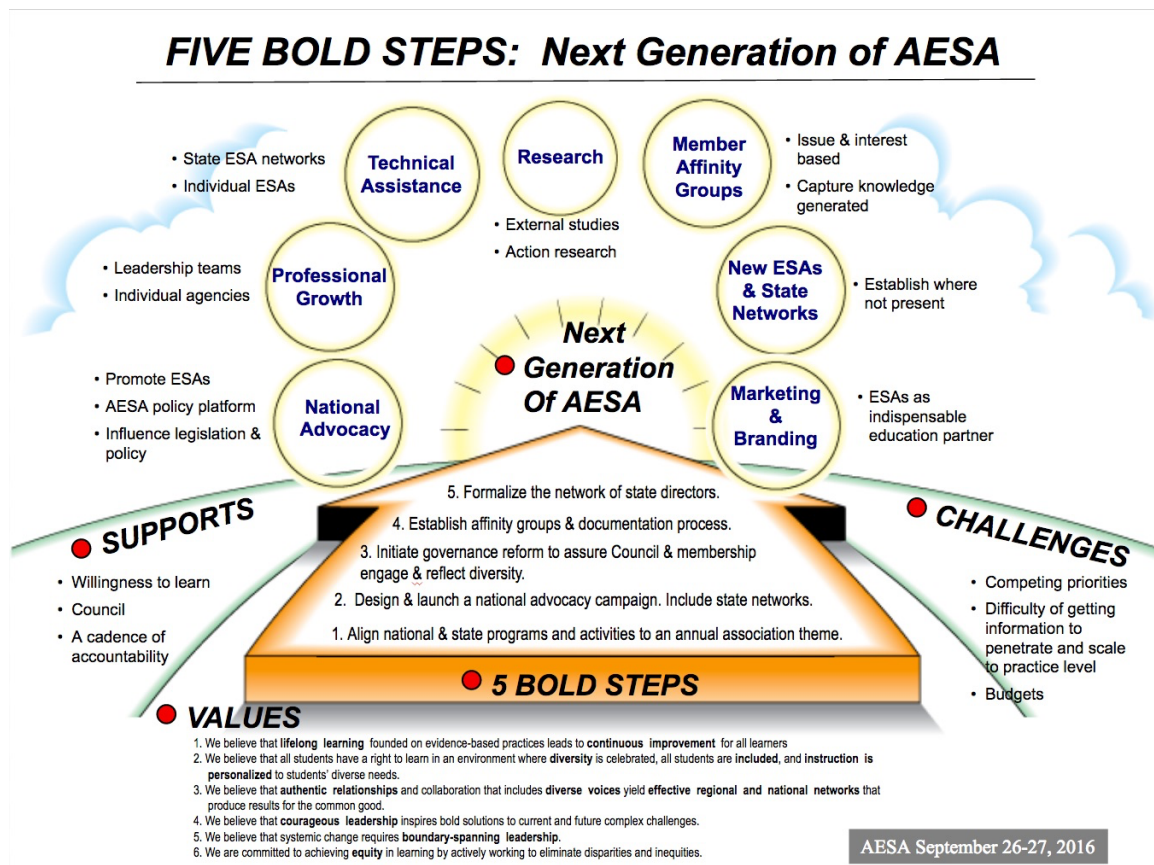 FIVE BOLD STEPS: Next Generation of AESA
Technical
Assistance
• State ESA networks
• Individual ESAs
Research
• External studies
• Action research
Member
Affinity
Groups
• Issue & interest
based
• Capture knowledge
generated
Professional
Growth
• Leadership teams
• Individual agencies
New ESAs
& State
Networks
• Establish where
not present
National
Advocacy
• Promote ESAs
• AESA policy platform
• Influence legislation &
policy
Next
Generation
Of AESA
Marketing
&
Branding
• ESAs as
indispensable
education partner
SUPPORTS
• Willingness to learn
• Council
• A cadence of
accountability
5. Formalize the network of state directors.
4. Establish affinity groups & documentation process.
3. Initiate governance reform to assure Council & membership
engage & reflect diversity.
2. Design & launch a national advocacy campaign. Include state networks.
1. Align national & state programs and activities to an annual association theme.
5 BOLD STEPS
CHALLENGES
• Competing priorities
• Difficulty of getting
information to
penetrate and scale
to practice level
• Budgets
VALUES
1. We believe that lifelong learning founded on evidence-based practices leads to continuous improvement for all learners
2. We believe that all students have a right to learn in an environment where diversity is celebrated, all students are included, and instruction is
personalized to students' diverse needs.
3. We believe that authentic relationships and collaboration that includes diverse voices yield effective regional and national networks that
produce results for the common good.
4. We believe that courageous leadership inspires bold solutions to current and future complex challenges.
5. We believe that systemic change requires boundary-spanning leadership.
6. We are committed to achieving equity in learning by actively working to eliminate disparities and inequities.
AESA September 26-27, 2016